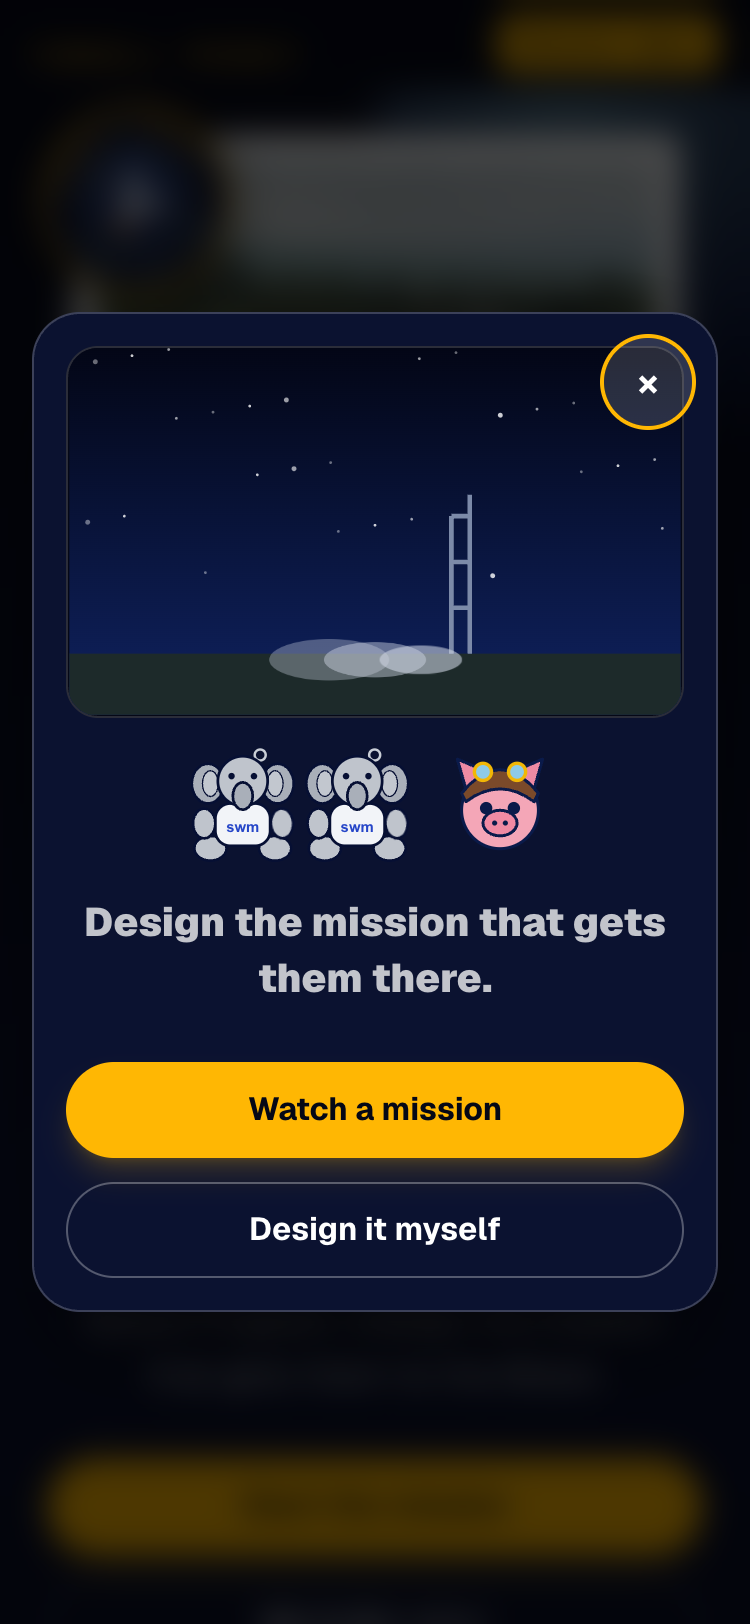 ×
swm swm
Design the mission that gets
them there.
Watch a mission
Design it myself